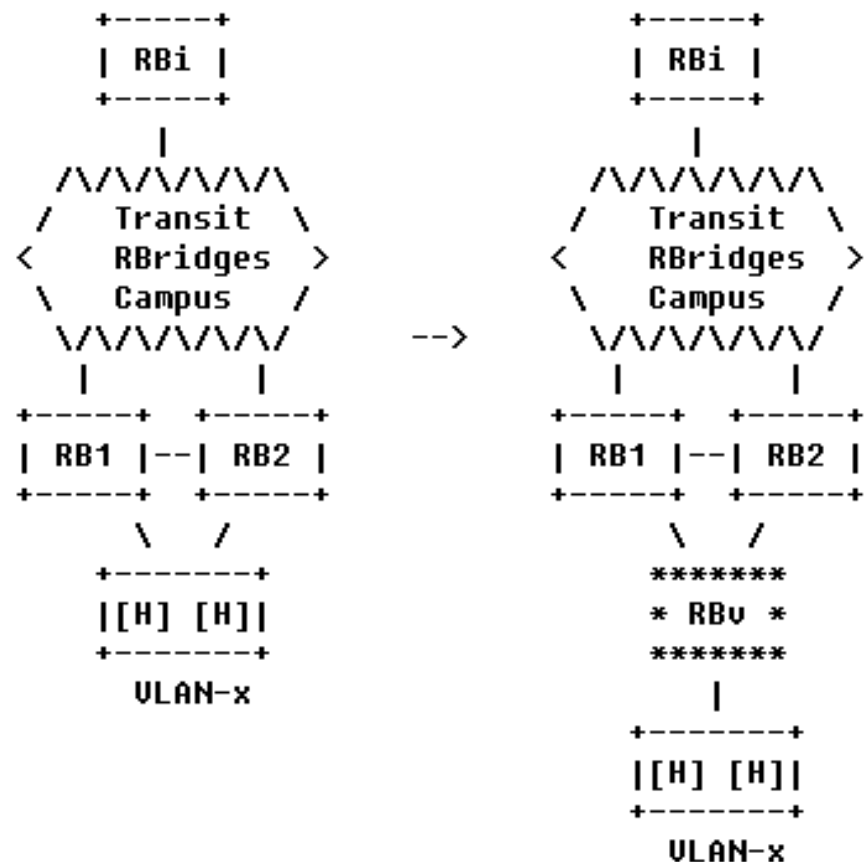 RBi RBi
Transit Transit
RBridges RBridges
Campus Campus
-->
RB1 -- RB2 RB1 -- RB2
[H] [H] * RBv *
VLAN-x
[H] [H]
VLAN-x